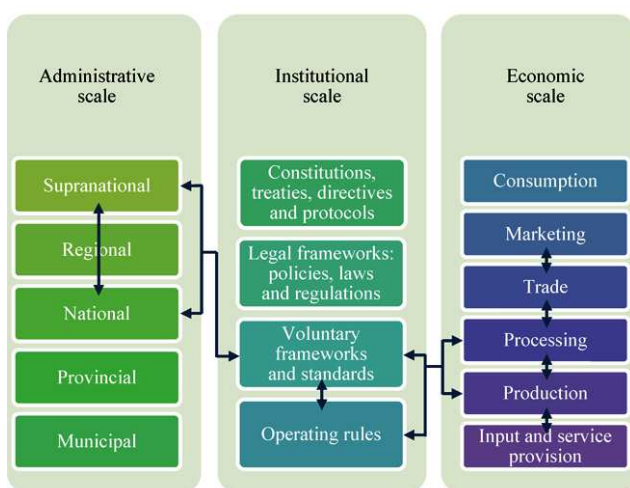 Administrative
scale
Supranational
Regional
National
Provincial
Municipal
Institutional
scale
Constitutions,
treaties, directives
and protocols
Legal frameworks:
policies, laws
and regulations
Voluntary
frameworks
and standards
Operating rules
Economic
scale
Consumption
Marketing
Trade
Processing
Production
Input and service
provision